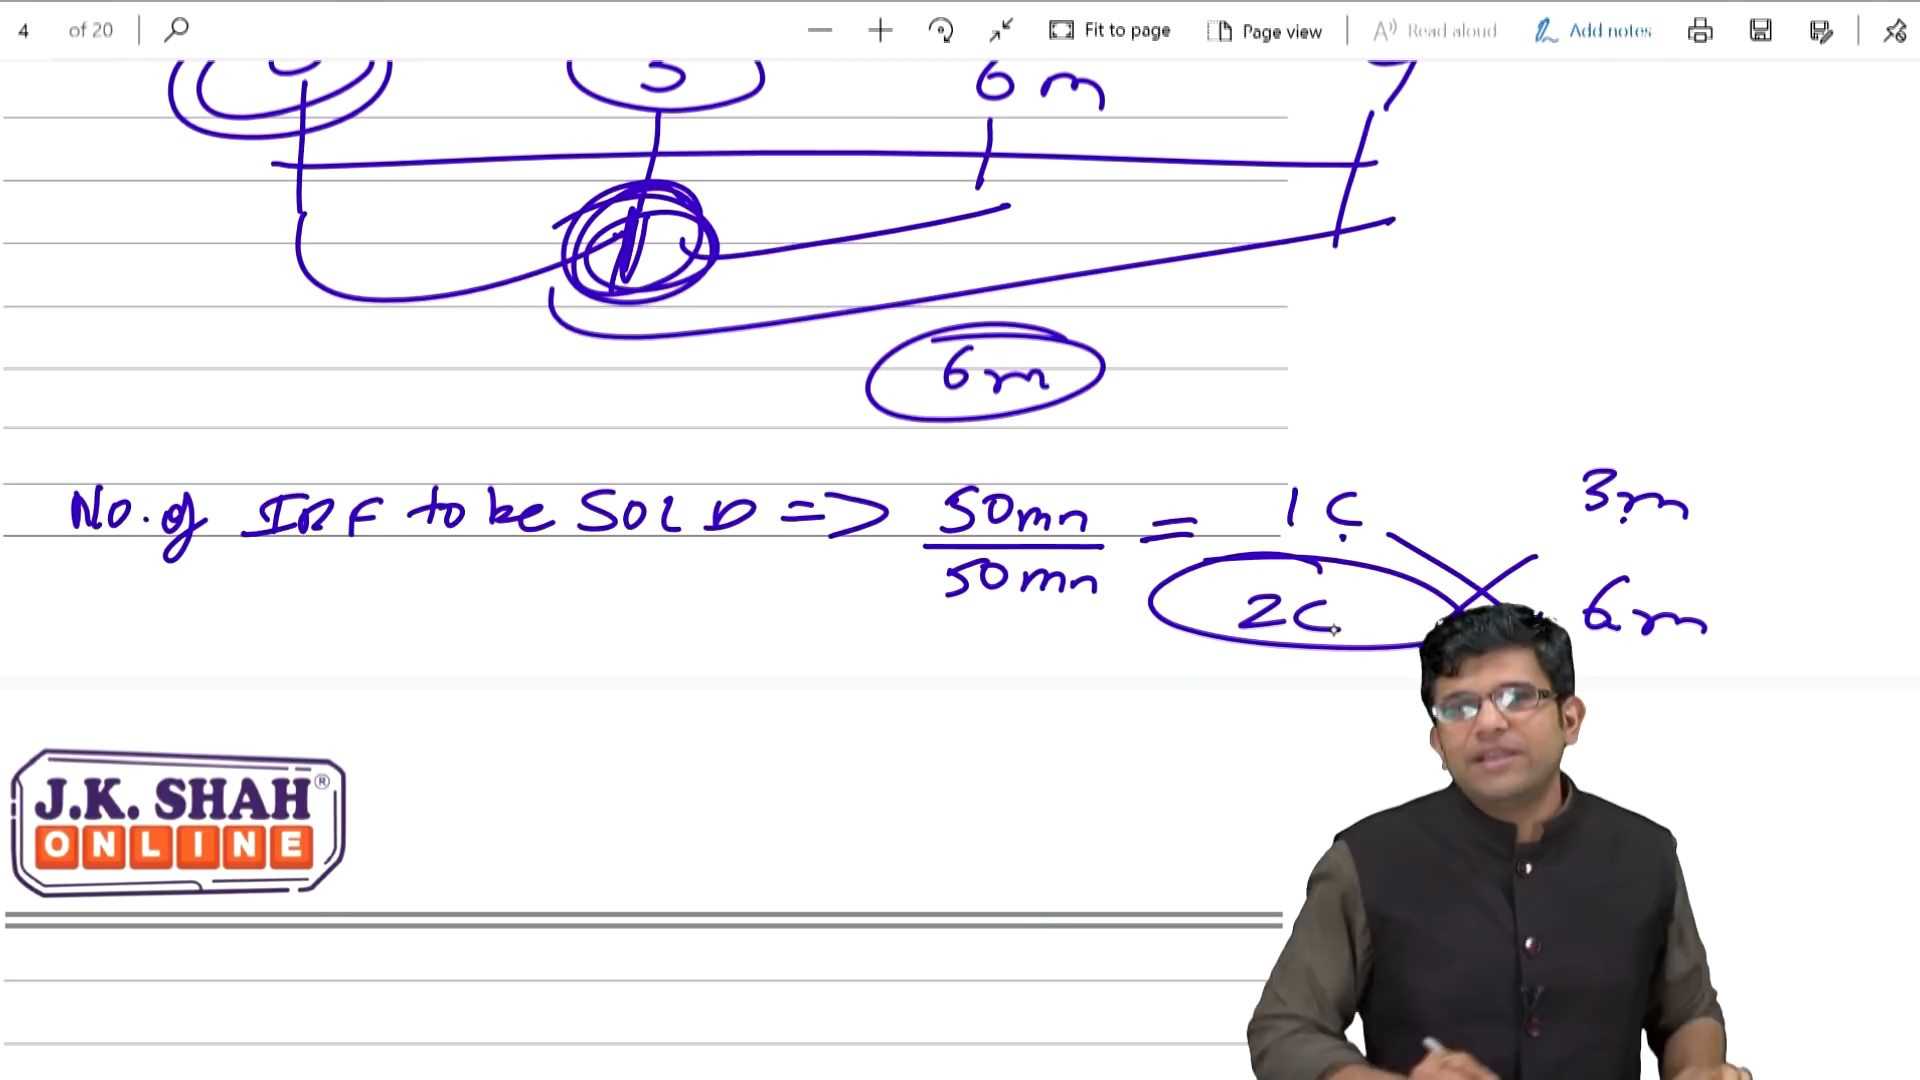 4 of 20 Fit to page Page view Read aloud Add notes
3 6 m 9
6m
No. of IRF to be SOLD => 50mn = 1 C 3m
50mn 2C 6m
J.K. SHAH®
ONLINE